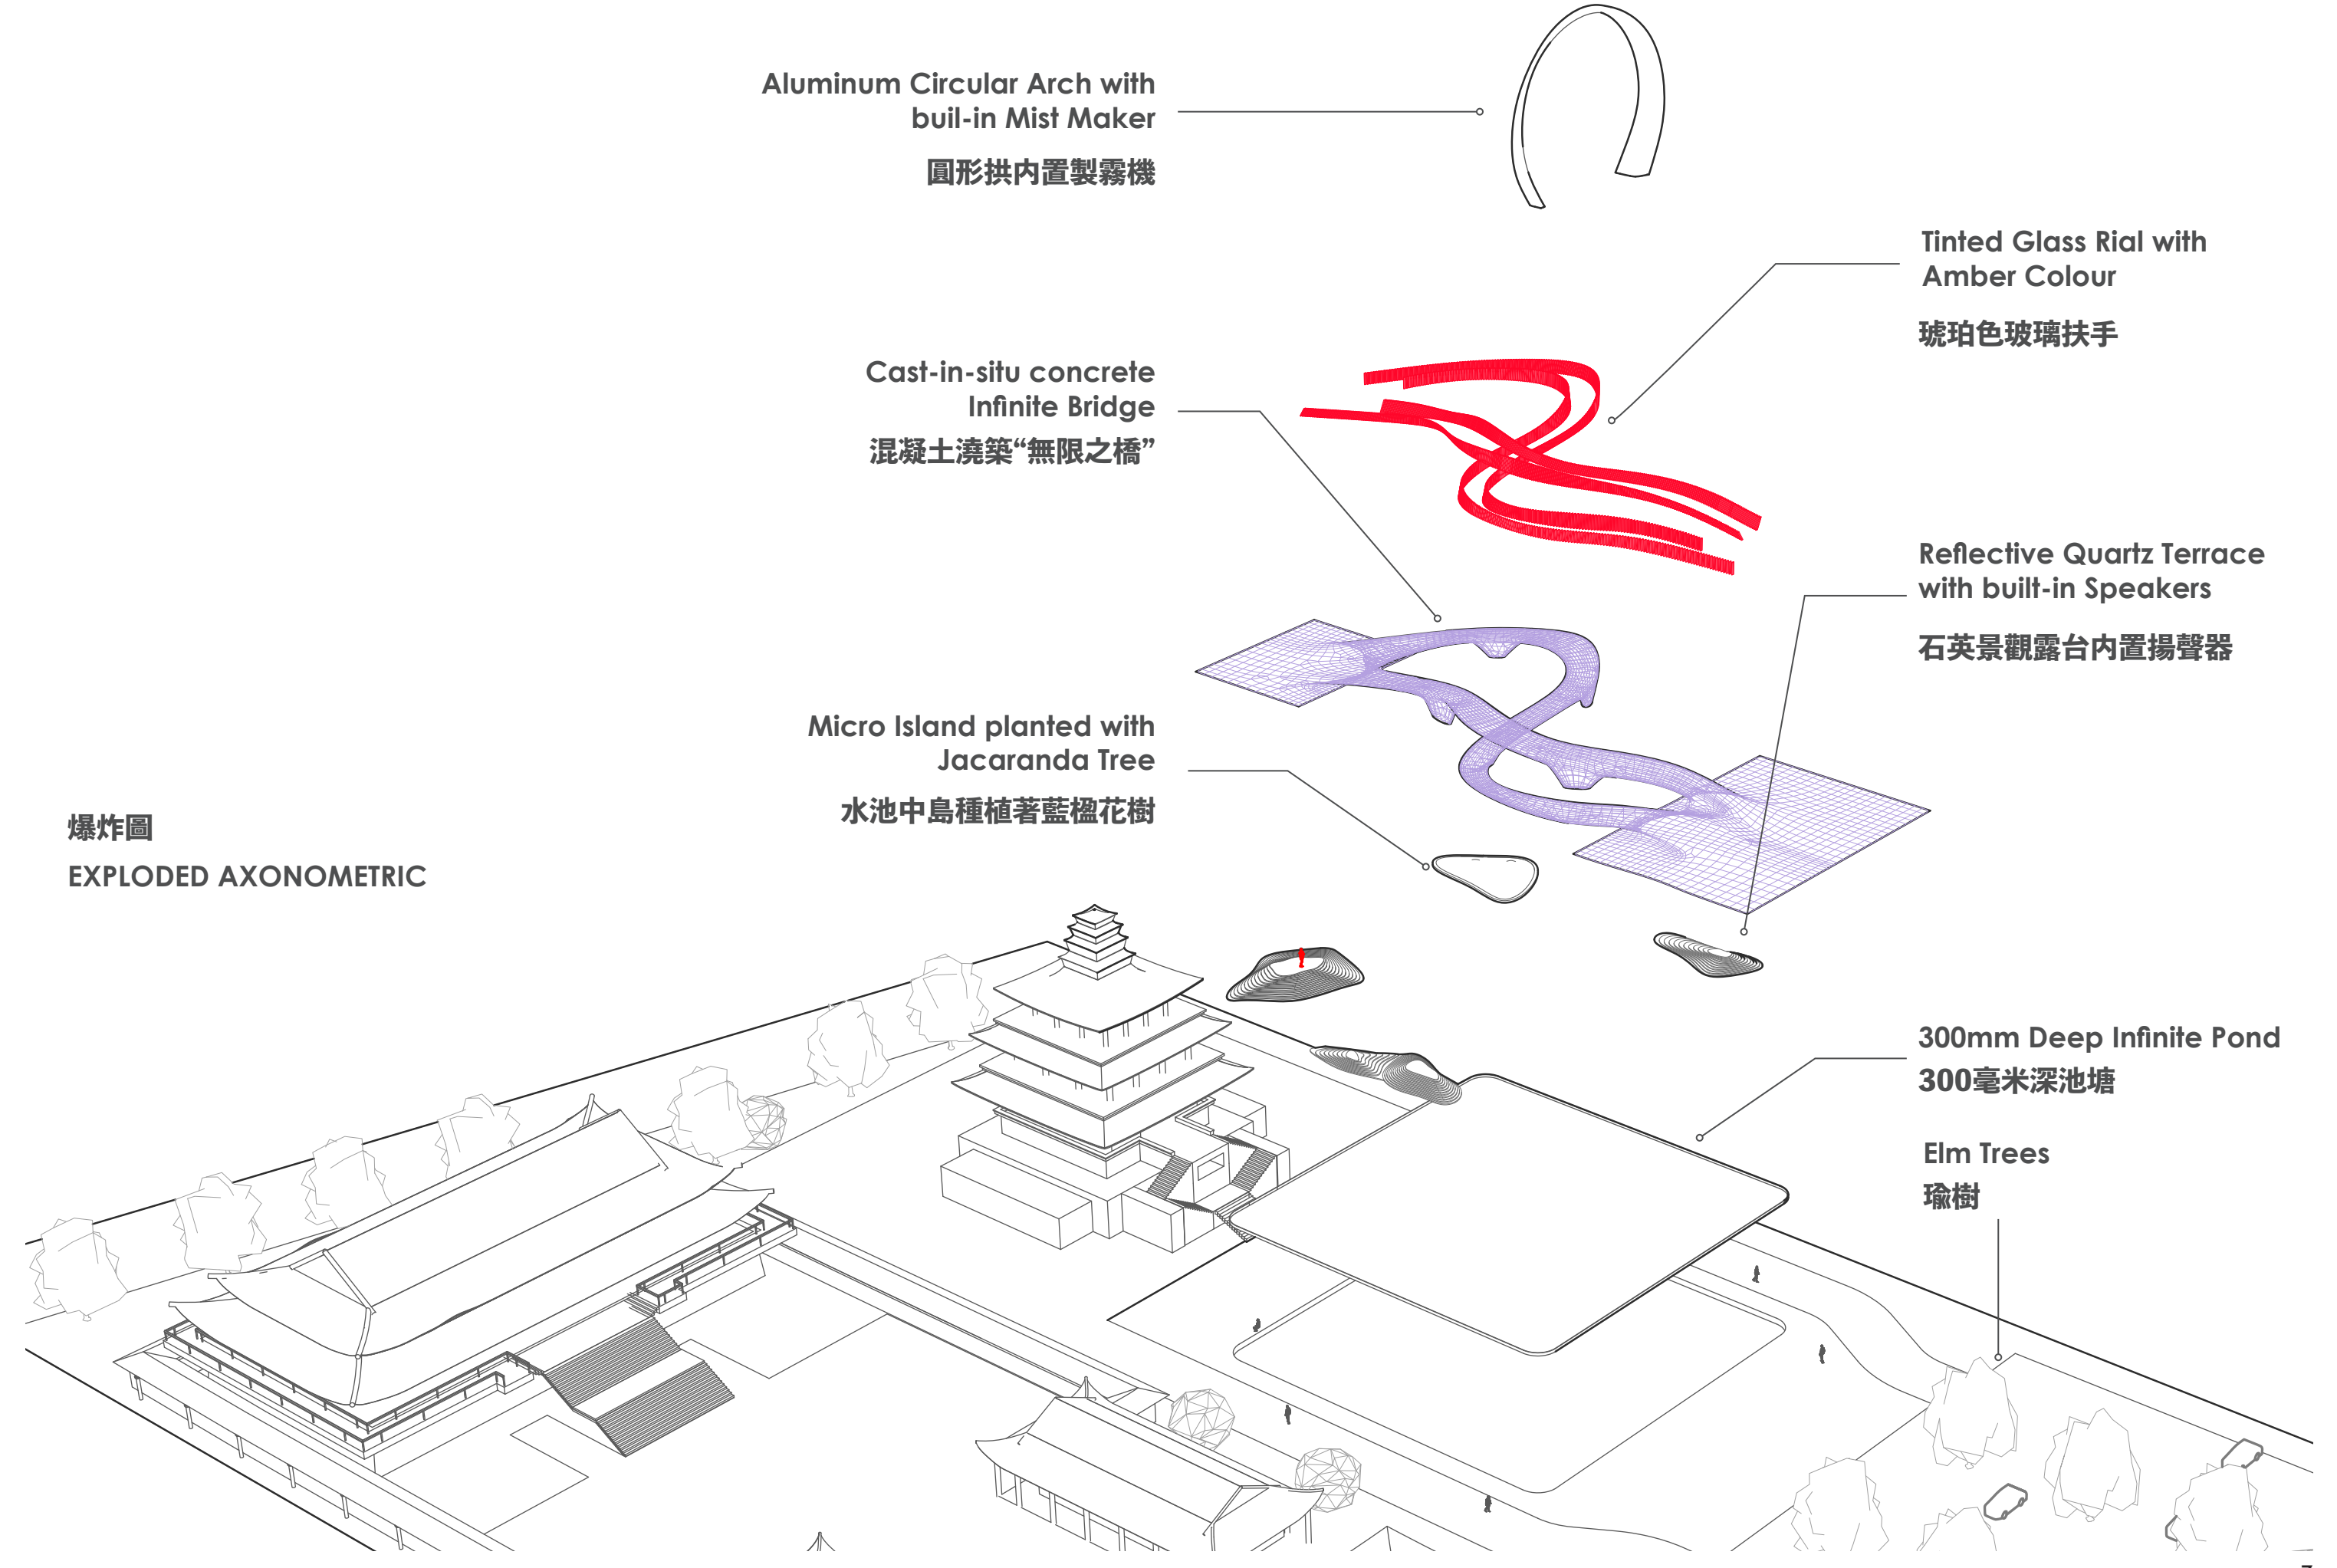 Aluminum Circular Arch with
buil-in Mist Maker
圓形拱内置製霧機
Tinted Glass Rial with
Amber Colour
琥珀色玻璃扶手
Cast-in-situ concrete
Infinite Bridge
混凝土澆築“無限之橋”
Reflective Quartz Terrace
with built-in Speakers
石英景觀露台内置揚聲器
Micro Island planted with
Jacaranda Tree
水池中島種植著藍楹花樹
爆炸圖
EXPLODED AXONOMETRIC
300mm Deep Infinite Pond
300毫米深池塘
Elm Trees
瑜樹